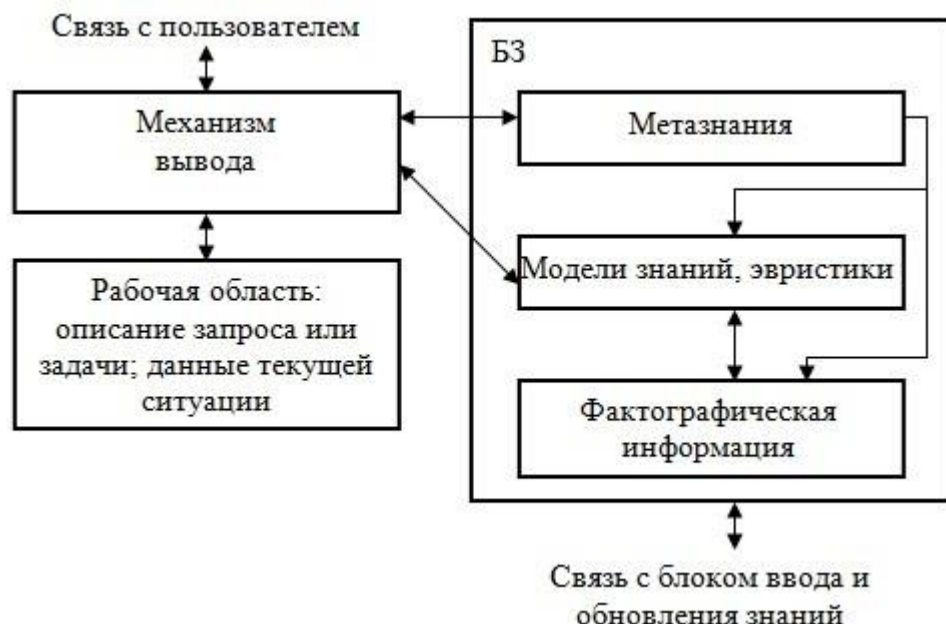 Связь с пользователем
Механизм
вывода
Рабочая область:
описание запроса или
задачи; данные текущей
ситуации
БЗ
Метазнания
Модели знаний, эвристики
Фактографическая
информация
Связь с блоком ввода и
обновления знаний